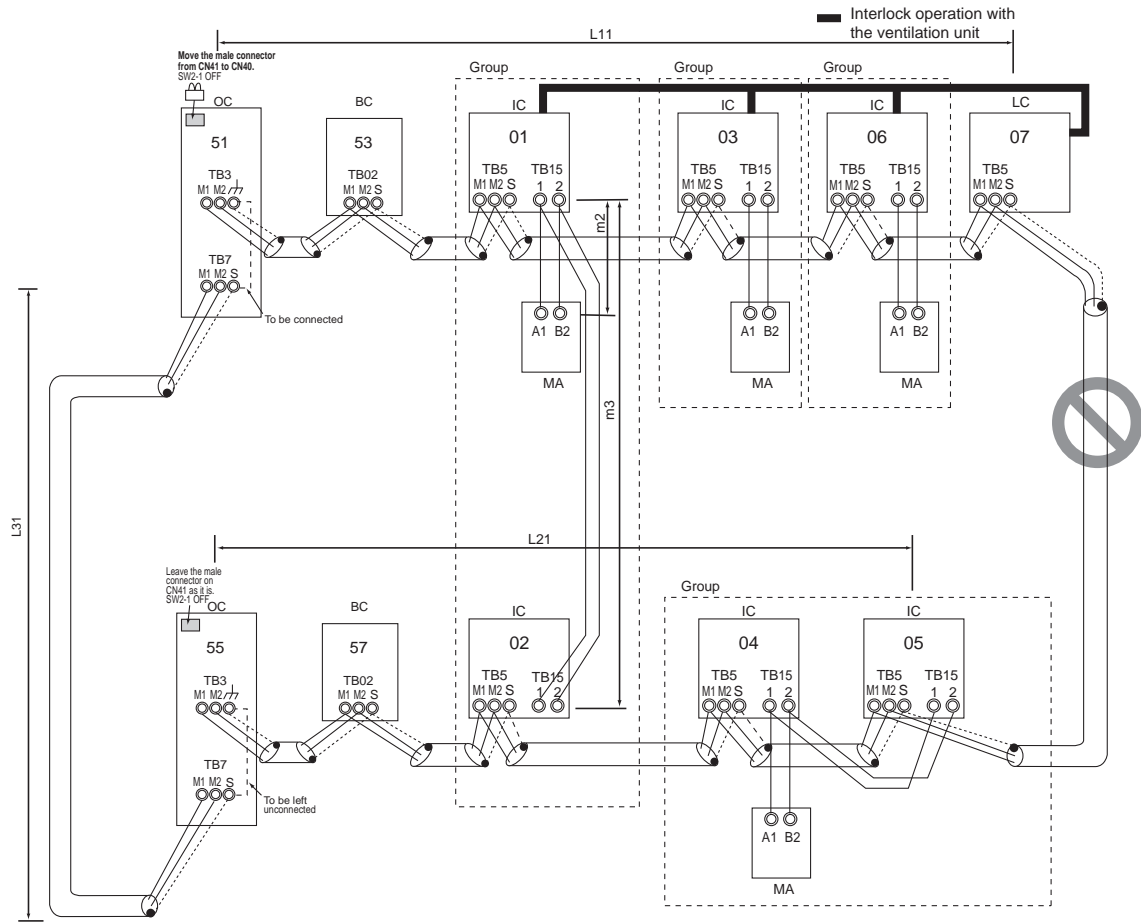 Interlock operation with
the ventilation unit
L11
Move the male connector
from CN41 to CN40.
SW2-1 OFF
Group
Group
Group
OC
BC
IC
IC
IC
LC
51
53
01
03
06
07
TB3
TB02
TB5
TB15
TB5
TB15
TB5
TB15
TB5
M1 M2
M1 M2 S
M1 M2 S
1 2
M1 M2 S
1 2
M1 M2 S
1 2
M1 M2 S
m2
TB7
M1 M2 S
To be connected
A1 B2
A1 B2
A1 B2
MA
MA
MA
m3
L31
L21
Leave the male
connector on
CN41 as it is.
SW2-1 OFF
Group
OC
BC
IC
IC
IC
55
57
02
04
05
TB3
TB02
TB5
TB15
TB5
TB15
TB5
TB15
M1 M2
M1 M2 S
M1 M2 S
1 2
M1 M2 S
1 2
M1 M2 S
1 2
TB7
M1 M2 S
To be left
unconnected
A1 B2
MA